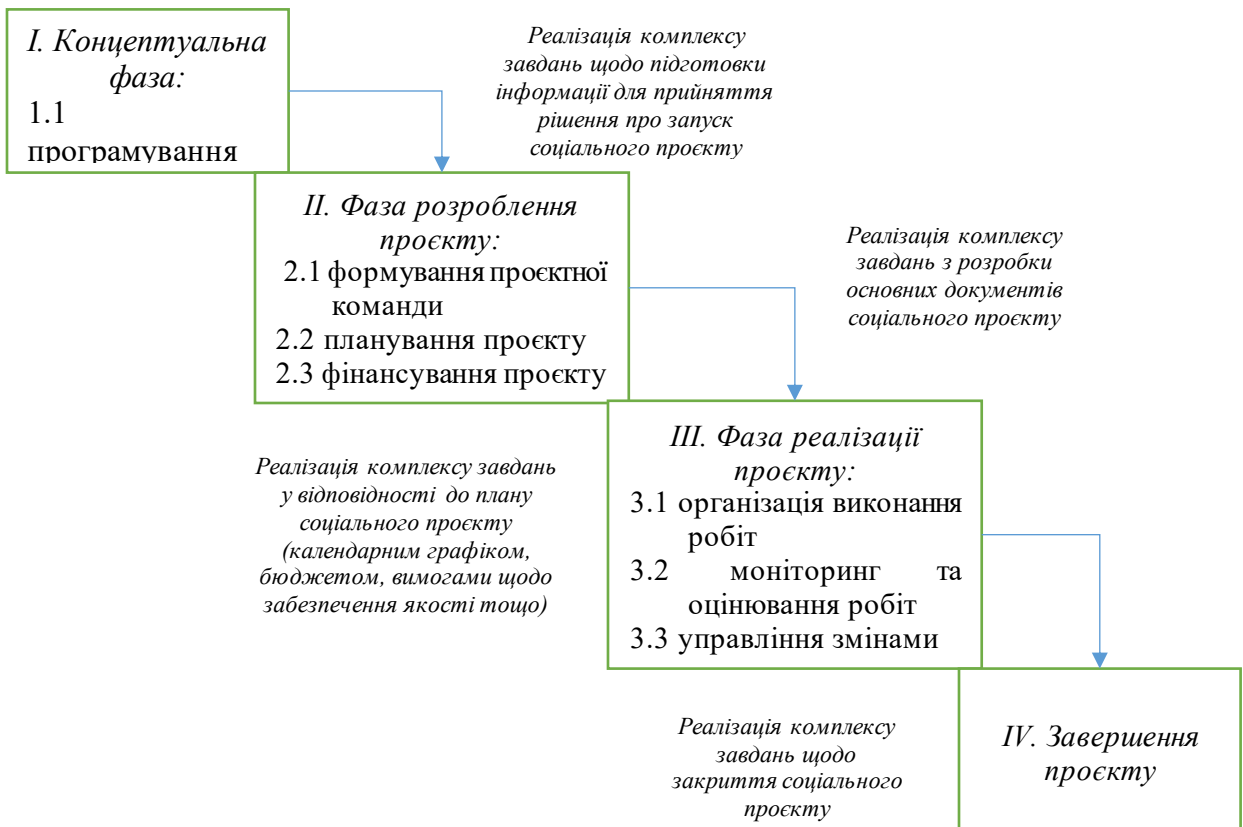 I. Концептуальна
фаза:
1.1
програмування
Реалізація комплексу
завдань щодо підготовки
інформації для прийняття
рішення про запуск
соціального проєкту
II. Фаза розроблення
проєкту:
2.1 формування проєктної
команди
2.2 планування проєкту
2.3 фінансування проєкту
Реалізація комплексу
завдань з розробки
основних документів
соціального проєкту
III. Фаза реалізації
проєкту:
3.1 організація виконання
робіт
3.2 моніторинг та
оцінювання робіт
3.3 управління змінами
Реалізація комплексу завдань
у відповідності до плану
соціального проєкту
(календарним графіком,
бюджетом, вимогами щодо
забезпечення якості тощо)
IV. Завершення
проєкту
Реалізація комплексу
завдань щодо
закриття соціального
проєкту